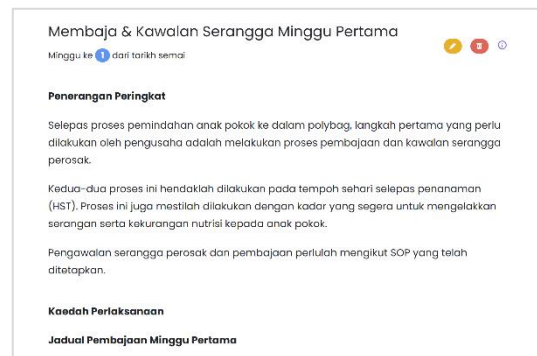 Membaja & Kawalan Serangga Minggu Pertama
Minggu ke 1 dari tarikh semai
Penerangan Peringkat
Selepas proses pemindahan anak pokok ke dalam polybag, langkah pertama yang perlu
dilakukan oleh pengusaha adalah melakukan proses pembajaan dan kawalan serangga
perosak.
Kedua-dua proses ini hendaklah dilakukan pada tempoh sehari selepas penanaman
(HST). Proses ini juga mestilah dilakukan dengan kadar yang segera untuk mengelakkan
serangan serta kekurangan nutrisi kepada anak pokok.
Pengawalan serangga perosak dan pembajaan perlulah mengikut SOP yang telah
ditetapkan.
Kaedah Perlaksanaan
Jadual Pembajaan Minggu Pertama